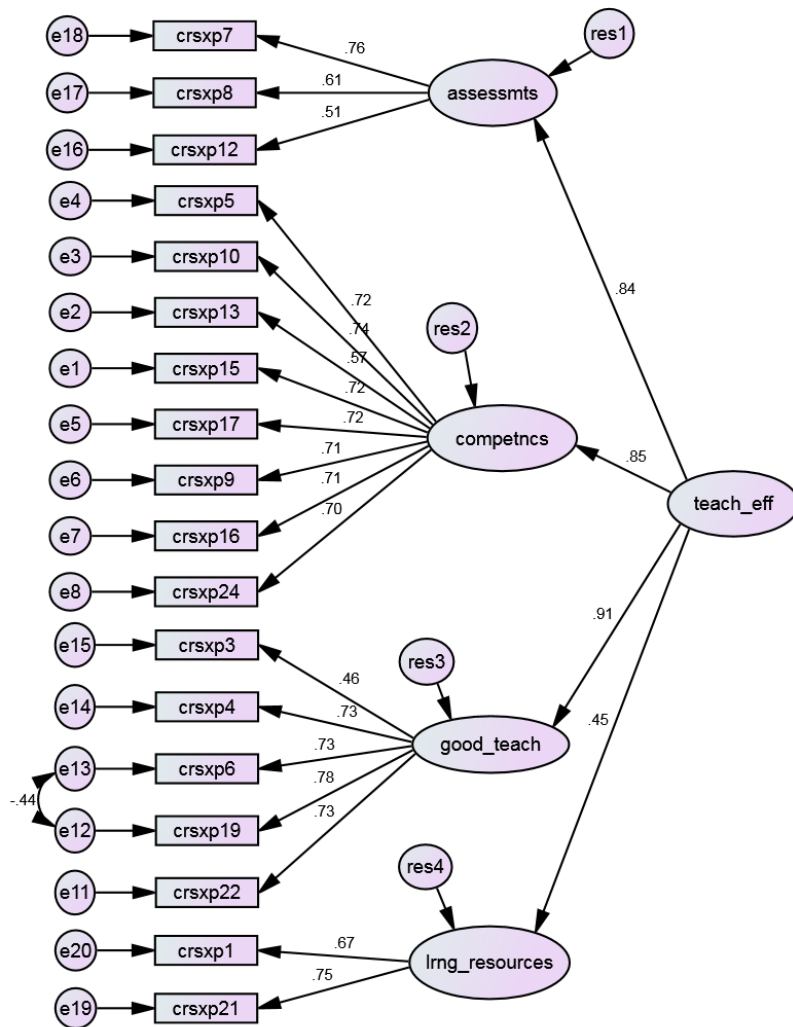 e18
crsxp7
.76
res1
e17
crsxp8
.61
assessmts
e16
crsxp12
.51
e4
crsxp5
e3
crsxp10
.72
.84
e2
crsxp13
.74
res2
e1
crsxp15
.57
.72
e5
crsxp17
.72
competncs
e6
crsxp9
.71
.85
e7
crsxp16
.71
teach_eff
e8
crsxp24
.70
e15
crsxp3
.46
res3
.91
e14
crsxp4
.73
good_teach
.45
e13
crsxp6
.73
-.44
e12
crsxp19
.78
e11
crsxp22
.73
res4
e20
crsxp1
.67
lrng_resources
e19
crsxp21
.75